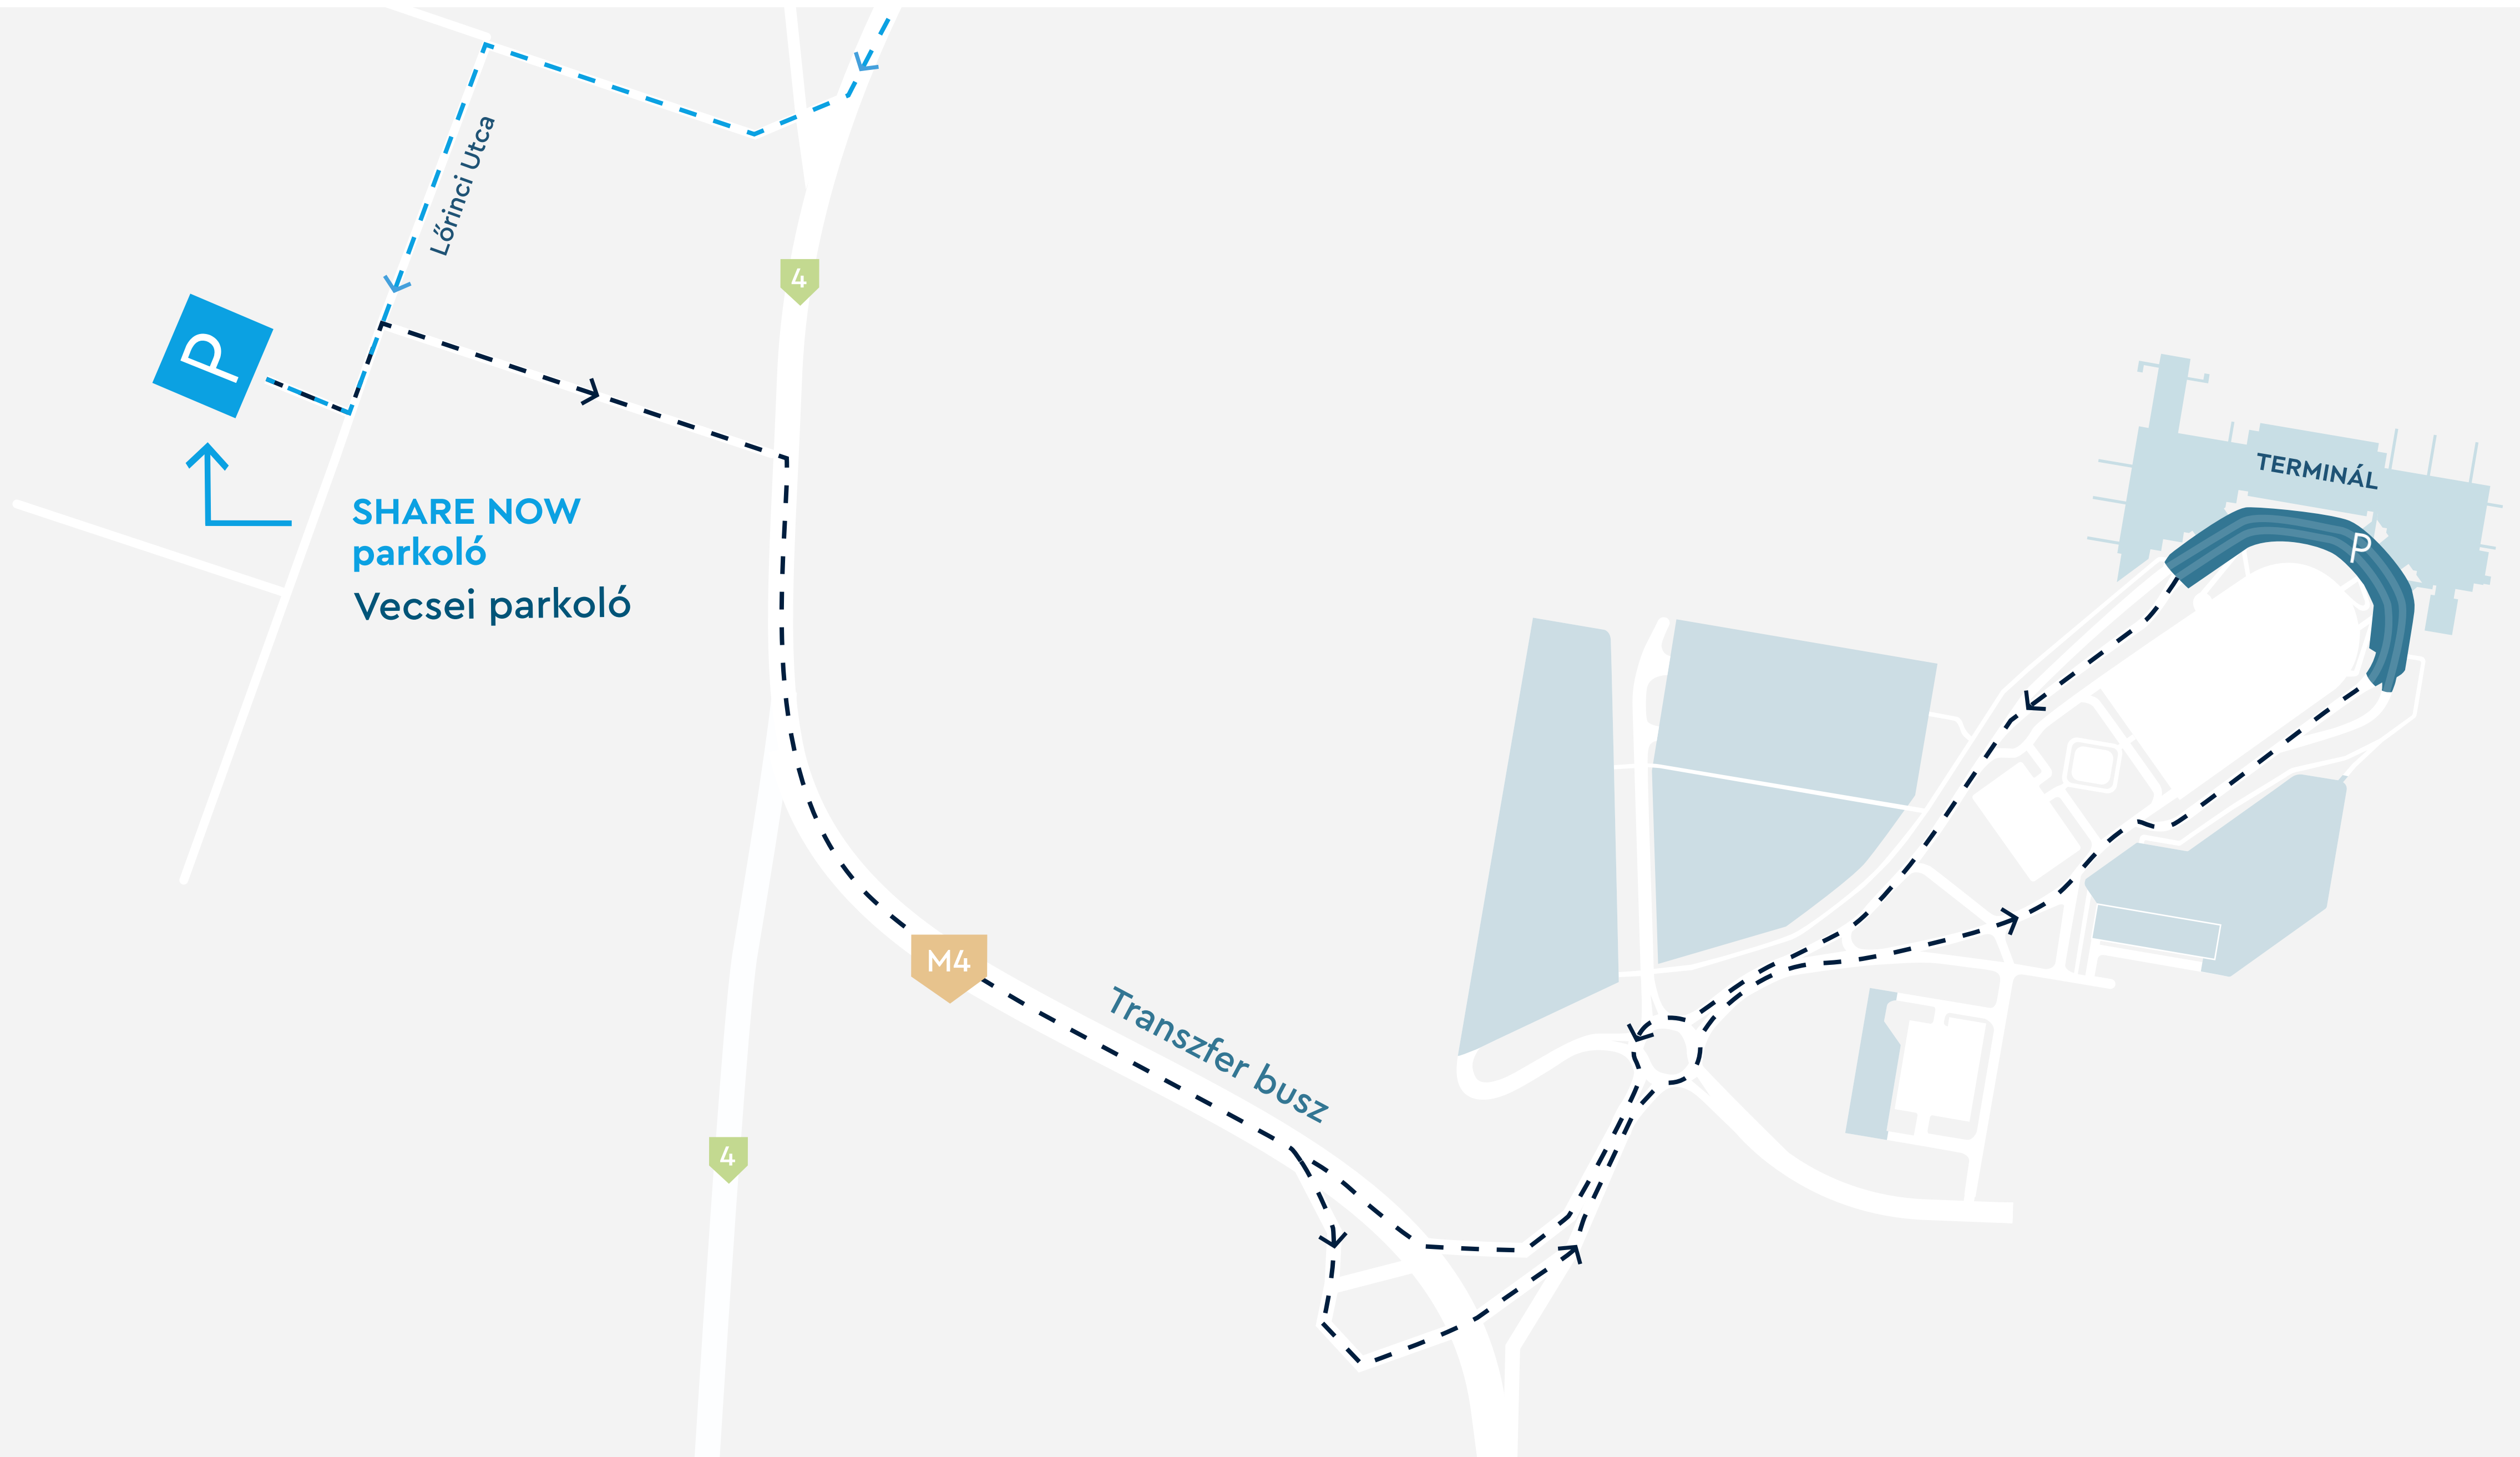 Lőrinci Utca
4
P
TERMINÁL
P
SHARE NOW
parkoló
Vecsei parkoló
M4
Transzfer busz
4